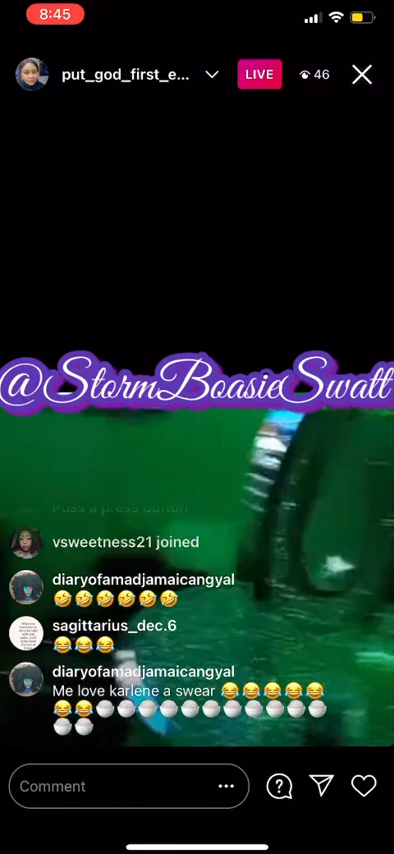 8:45
put_god_first_e...
LIVE
46
@StormBoasieSwatt
vsweetness21 joined
diaryofamadjamaicangyal
🤣🤣🤣🤣🤣🤣
sagittarius_dec.6
😂😂😂
diaryofamadjamaicangyal
Me love karlene a swear 😂😂😂😂😂
Comment